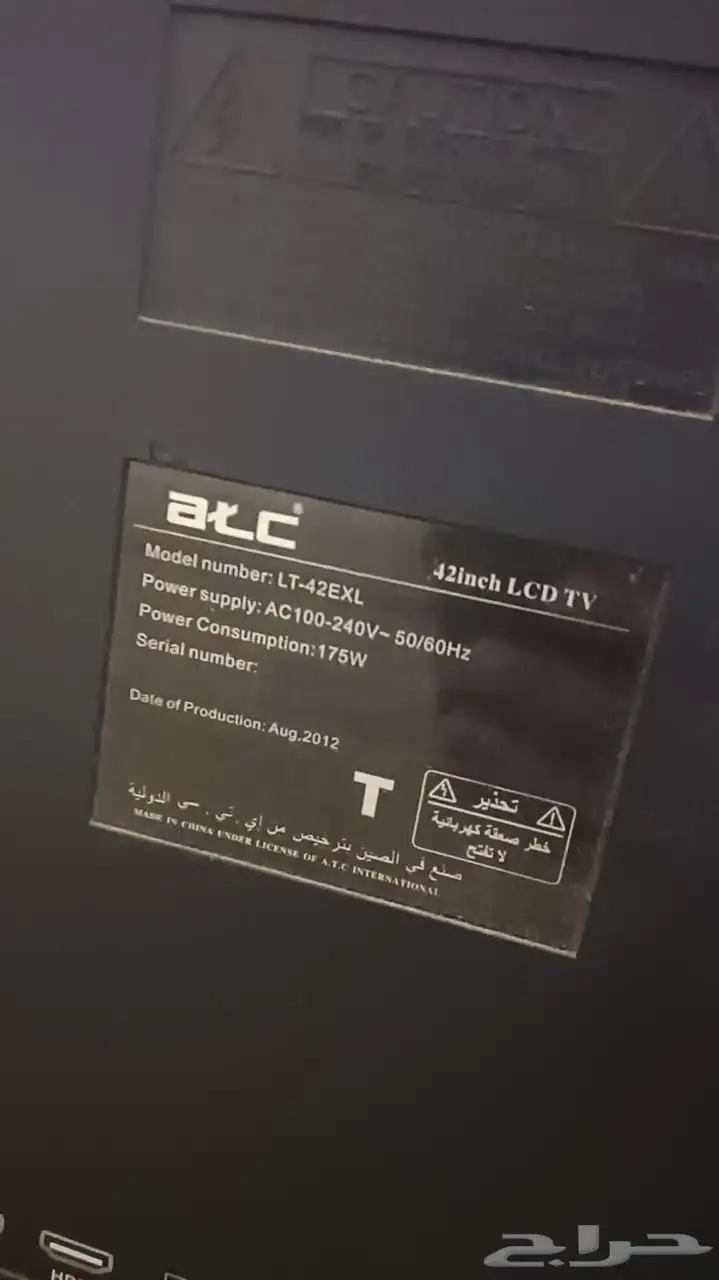 CAUTION
atc
42inch LCD TV
Model number: LT-42EXL
Power supply: AC100-240V~ 50/60Hz
Power Consumption:175W
Serial number:
Date of Production: Aug.2012
T
تحذير
خطر صعقة كهربائية
لا تفتح
صنع في الصين بترخيص من إي . تي . سي الدولية
MADE IN CHINA UNDER LICENSE OF A.T.C INTERNATIONAL
حراج